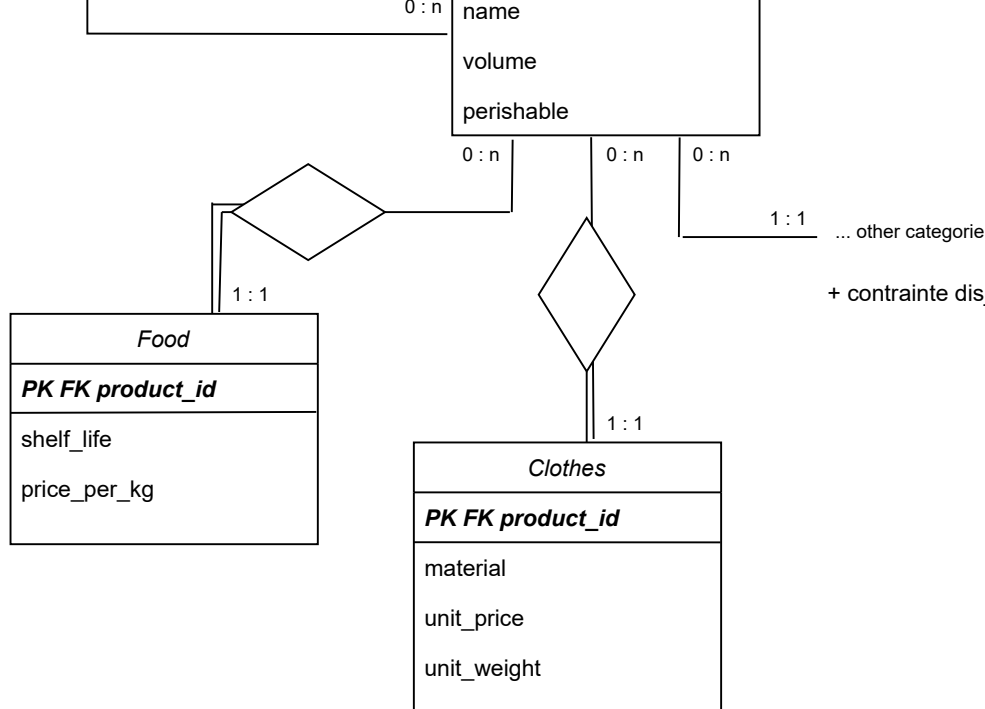 0 : n
name
volume
perishable
0 : n
0 : n
0 : n
1 : 1
... other categorie
+ contrainte dis
1 : 1
Food
PK FK product_id
shelf_life
price_per_kg
1 : 1
Clothes
PK FK product_id
material
unit_price
unit_weight